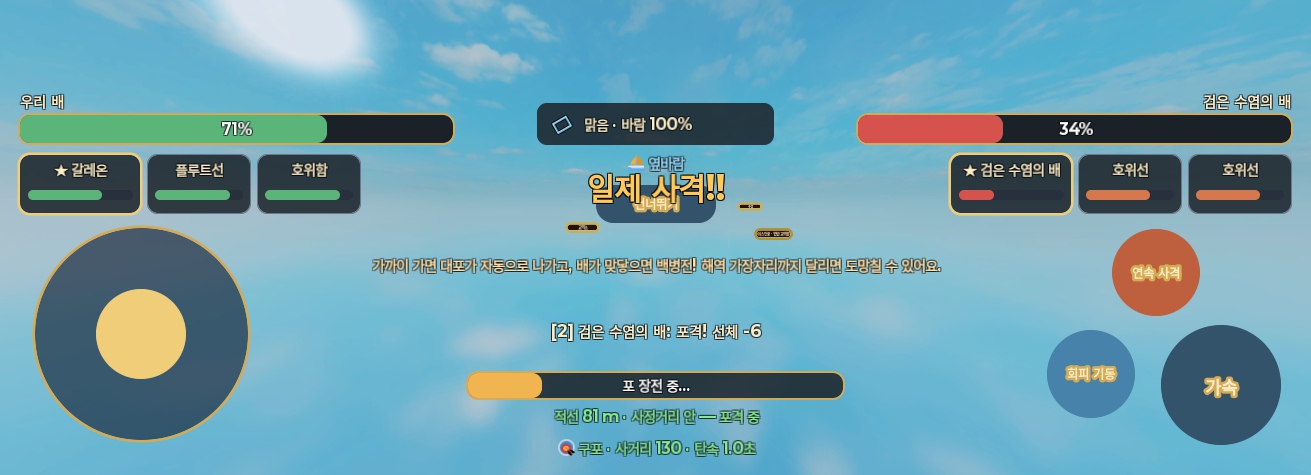 우리 배
검은 수염의 배
71%
맑음 · 바람 100%
34%
★ 갈레온
플루트선
호위함
옆바람
★ 검은 수염의 배
호위선
호위선
일제 사격!!
건너뛰기
가까이 가면 대포가 자동으로 나가고, 배가 맞닿으면 백병전! 해역 가장자리까지 달리면 도망칠 수 있어요.
연속 사격
[2] 검은 수염의 배: 포격! 선체 -6
회피 기동
가속
포 장전 중...
적선 81 m · 사정거리 안 — 포격 중
구포 · 사거리 130 · 탄속 1.0초